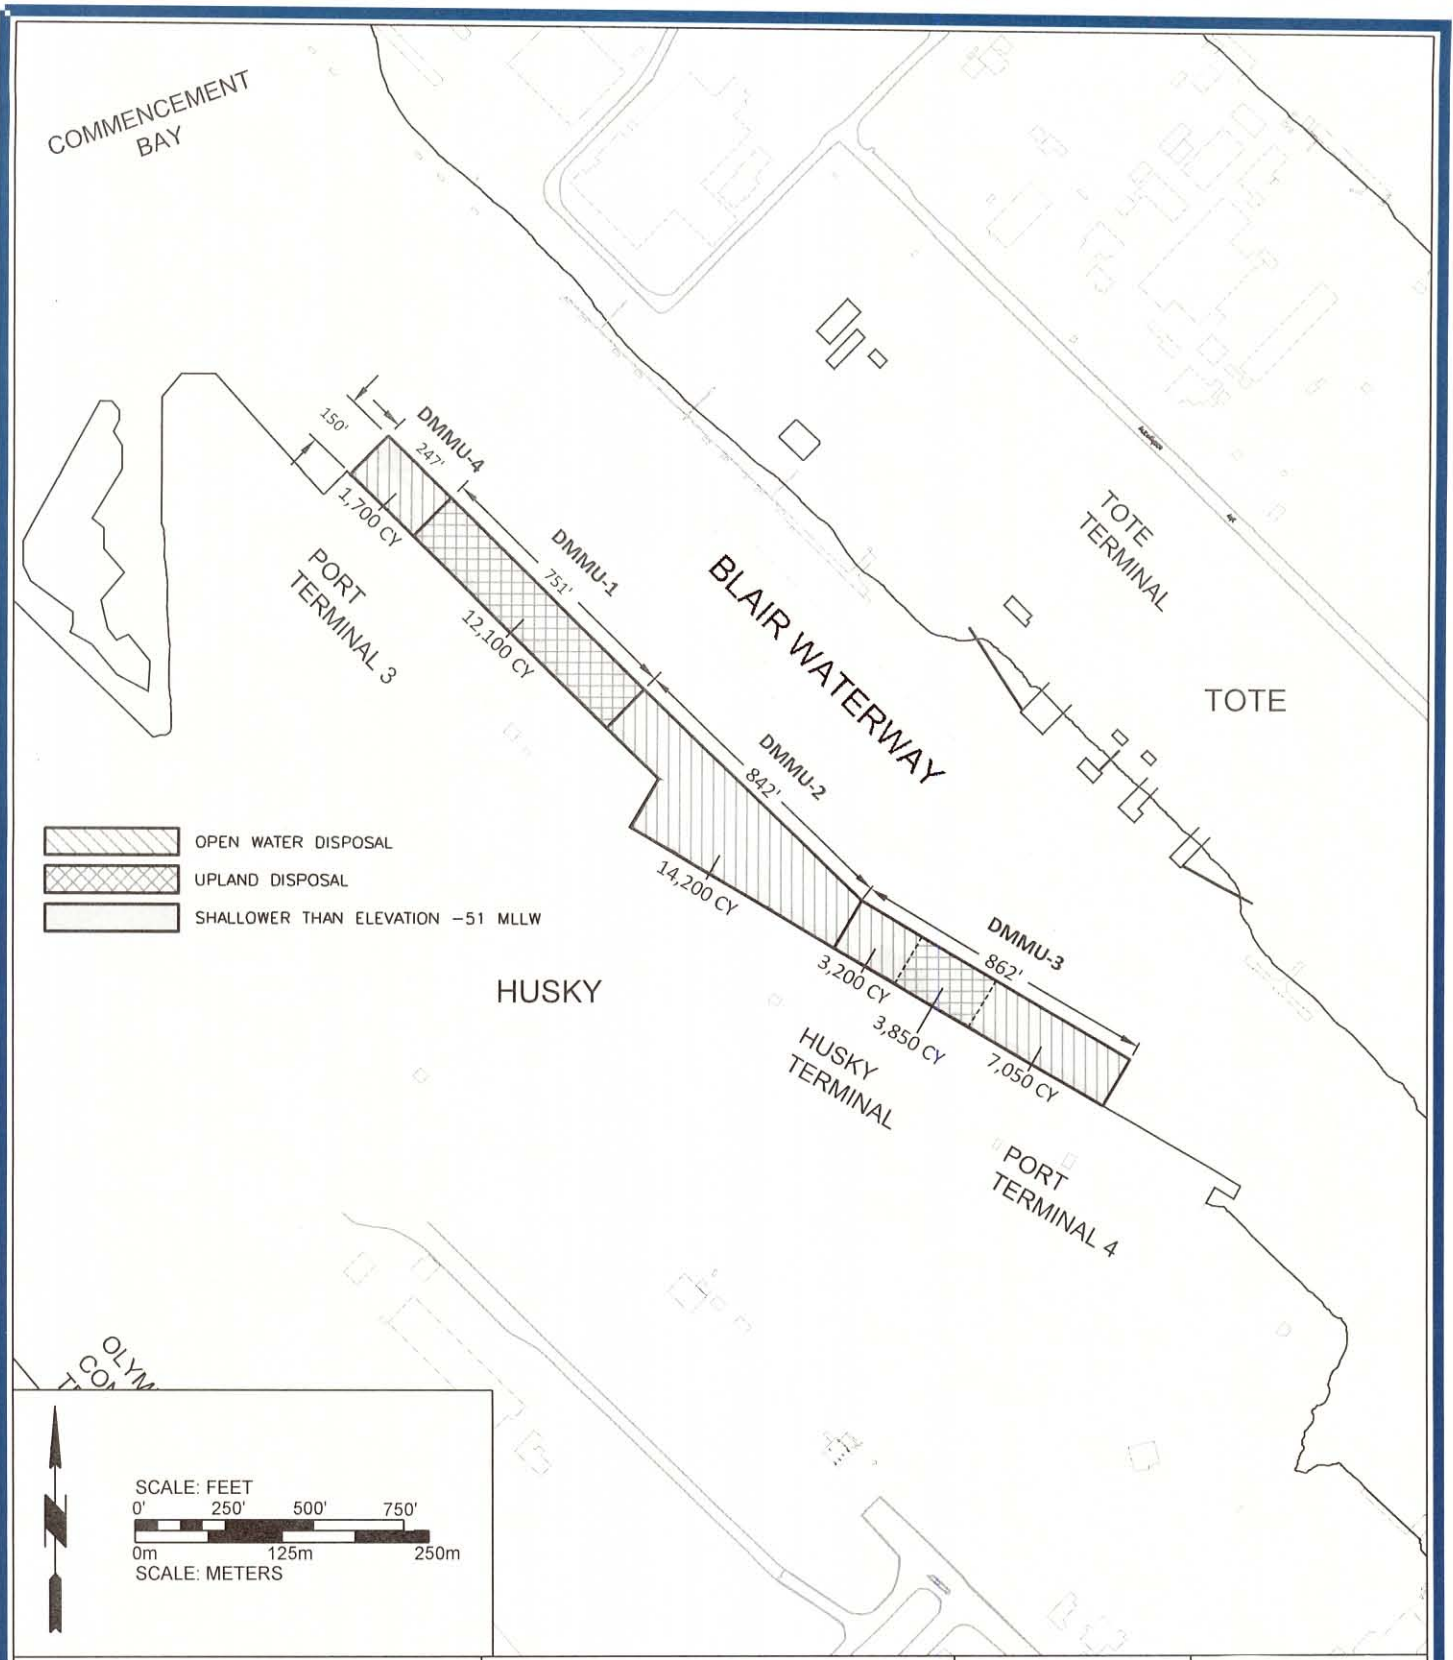 COMMENCEMENT
BAY
150'
DMMU-4
247'
1,700 CY
PORT
TERMINAL 3
DMMU-1
751'
12,100 CY
BLAIR WATERWAY
TOTE
TERMINAL
TOTE
DMMU-2
842'
14,200 CY
OPEN WATER DISPOSAL
UPLAND DISPOSAL
SHALLOWER THAN ELEVATION -51 MLLW
HUSKY
DMMU-3
862'
3,200 CY
3,850 CY
7,050 CY
HUSKY
TERMINAL
PORT
TERMINAL 4
N
SCALE: FEET
0' 250' 500' 750'
0m 125m 250m
SCALE: METERS